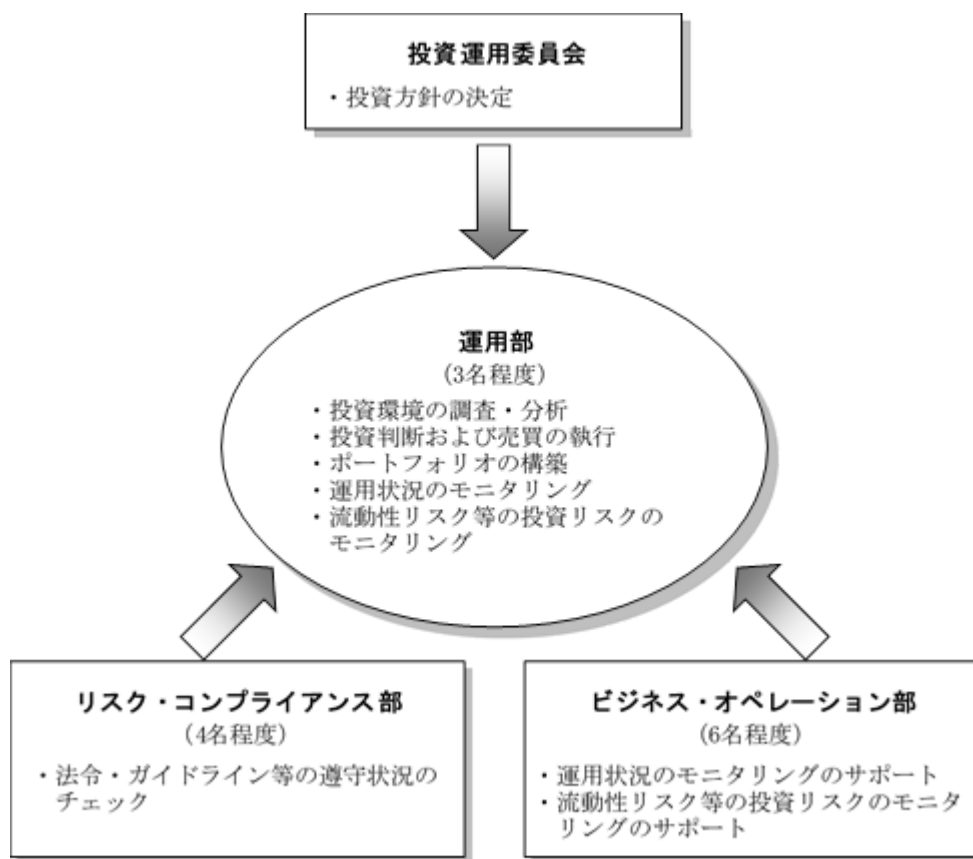 投資運用委員会
・投資方針の決定
運用部
(3名程度)
・投資環境の調査・分析
・投資判断および売買の執行
・ポートフォリオの構築
・運用状況のモニタリング
・流動性リスク等の投資リスクの
モニタリング
リスク・コンプライアンス部
(4名程度)
・法令・ガイドライン等の遵守状況の
チェック
ビジネス・オペレーション部
(6名程度)
・運用状況のモニタリングのサポート
・流動性リスク等の投資リスクのモニタ
リングのサポート